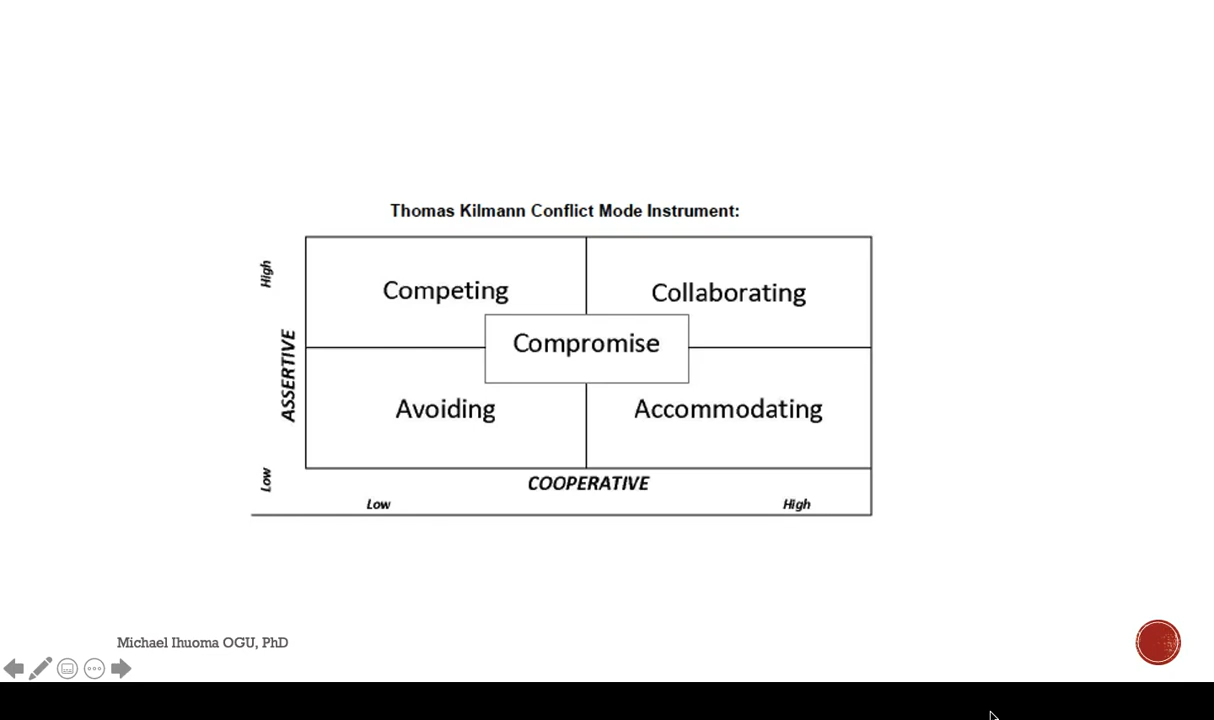 Thomas Kilmann Conflict Mode Instrument:
High
Competing
Collaborating
Compromise
ASSERTIVE
Avoiding
Accommodating
Low
COOPERATIVE
Low
High
Michael Ihuoma OGU, PhD